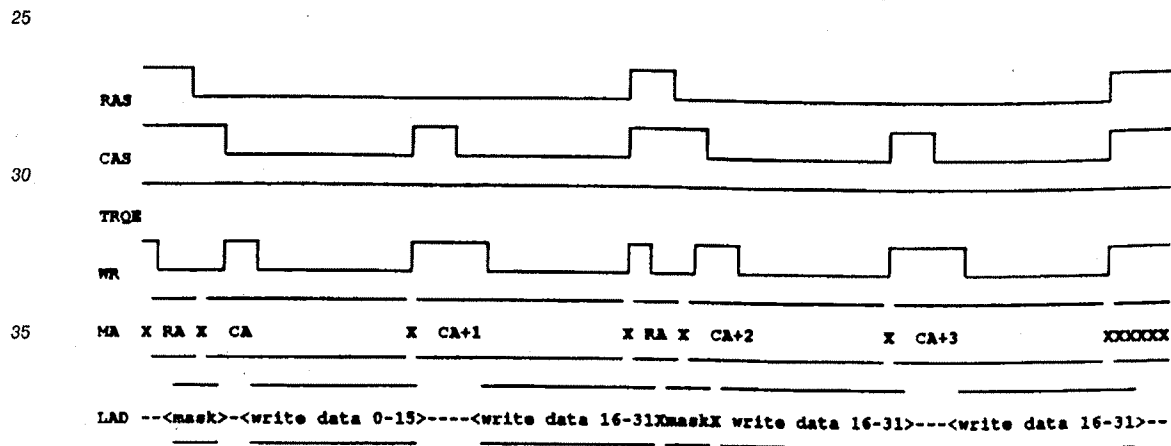 25
RAS
CAS
30
TRQE
WR
35 MA X RA X CA X CA+1 X RA X CA+2 X CA+3 XXXXXX
LAD --<mask>-<write data 0-15>----<write data 16-31XmaskX write data 16-31>---<write data 16-31>--